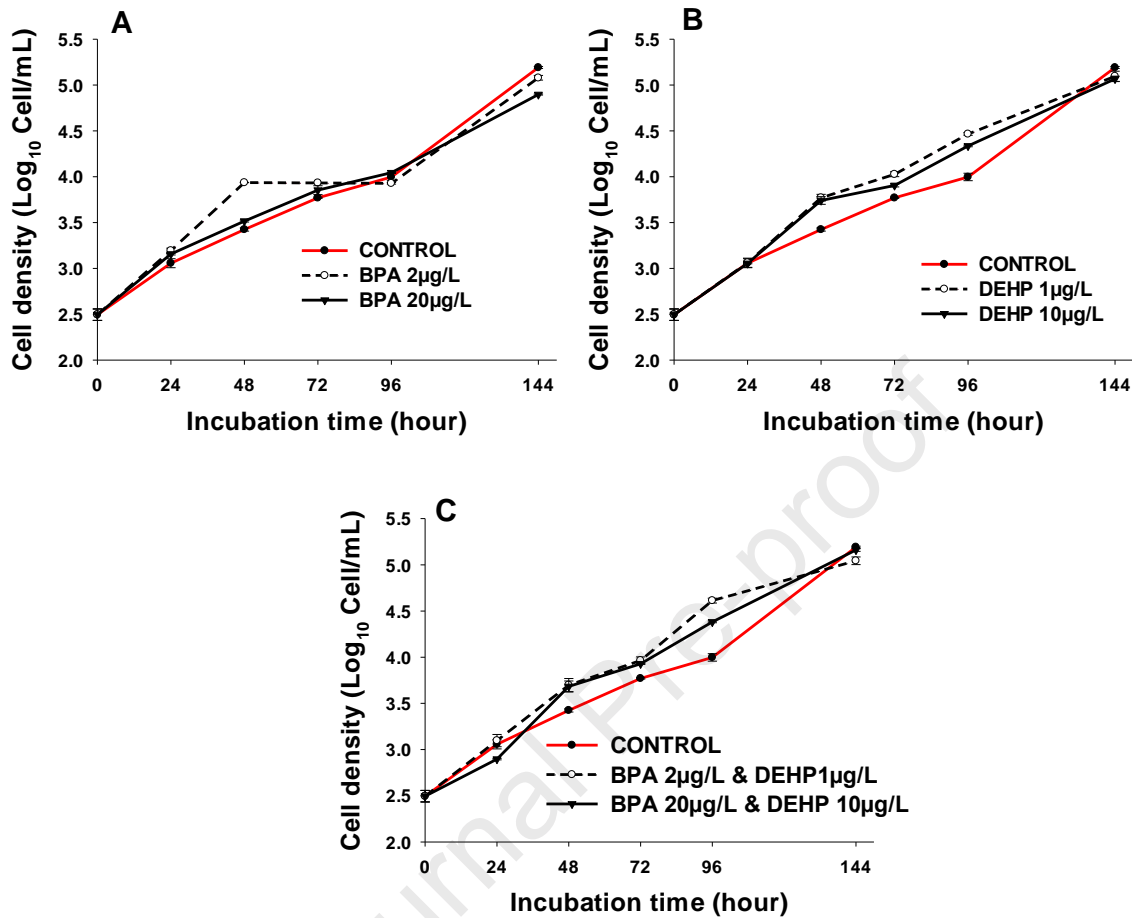 A
Cell density (Log10 Cell/mL)
5.5
5.0
4.5
4.0
3.5
3.0
2.5
2.0
CONTROL
BPA 2µg/L
BPA 20µg/L
0 24 48 72 96 144
Incubation time (hour)
B
Cell density (Log10 Cell/mL)
5.5
5.0
4.5
4.0
3.5
3.0
2.5
2.0
CONTROL
DEHP 1µg/L
DEHP 10µg/L
0 24 48 72 96 144
Incubation time (hour)
C
Cell density (Log10 Cell/mL)
5.5
5.0
4.5
4.0
3.5
3.0
2.5
2.0
CONTROL
BPA 2µg/L & DEHP1µg/L
BPA 20µg/L & DEHP 10µg/L
0 24 48 72 96 144
Incubation time (hour)
urnal Pre-proof